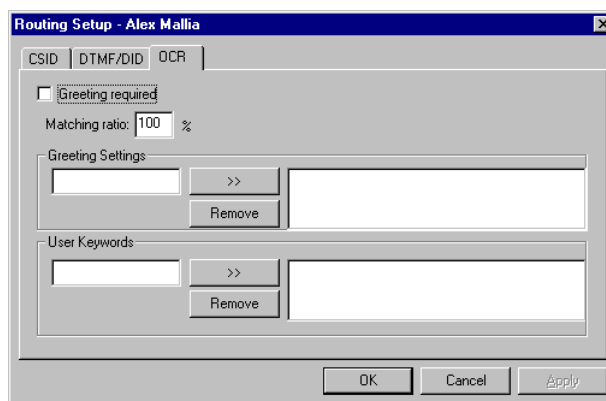 Routing Setup - Alex Mallia
CSID DTMF/DID OCR
Greeting required
Matching ratio: 100 %
Greeting Settings
>>
Remove
User Keywords
>>
Remove
OK Cancel Apply